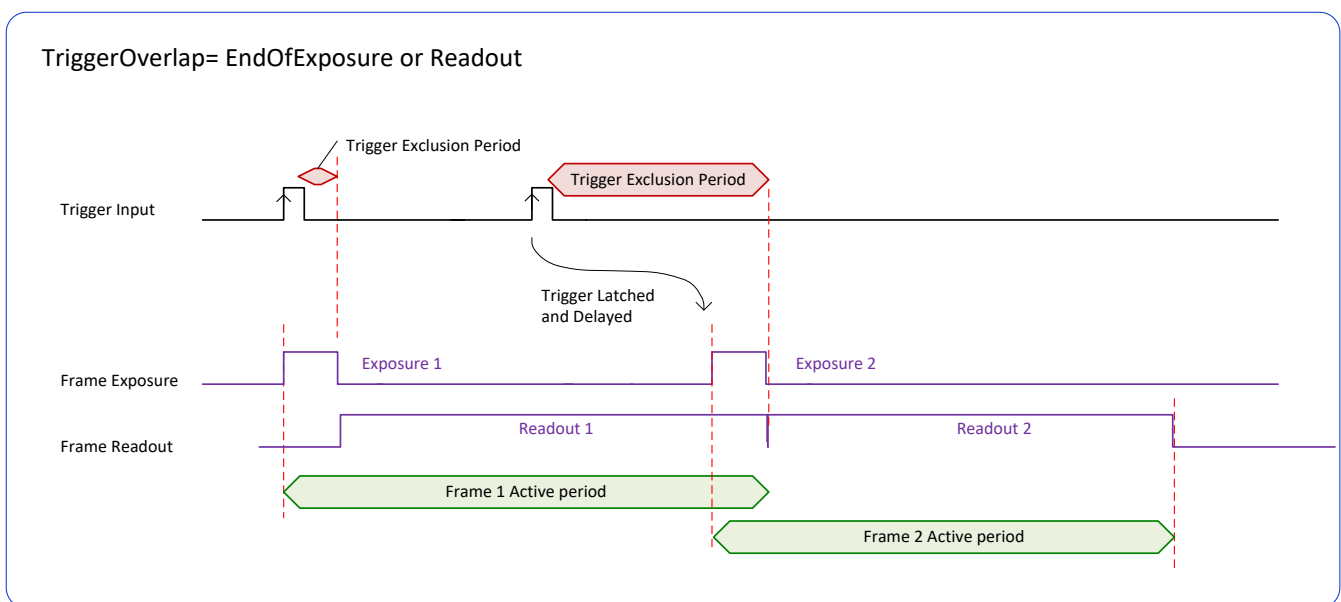 TriggerOverlap= EndOfExposure or Readout
Trigger Exclusion Period
Trigger Exclusion Period
Trigger Input
Trigger Latched
and Delayed
Exposure 1
Exposure 2
Frame Exposure
Readout 1
Readout 2
Frame Readout
Frame 1 Active period
Frame 2 Active period